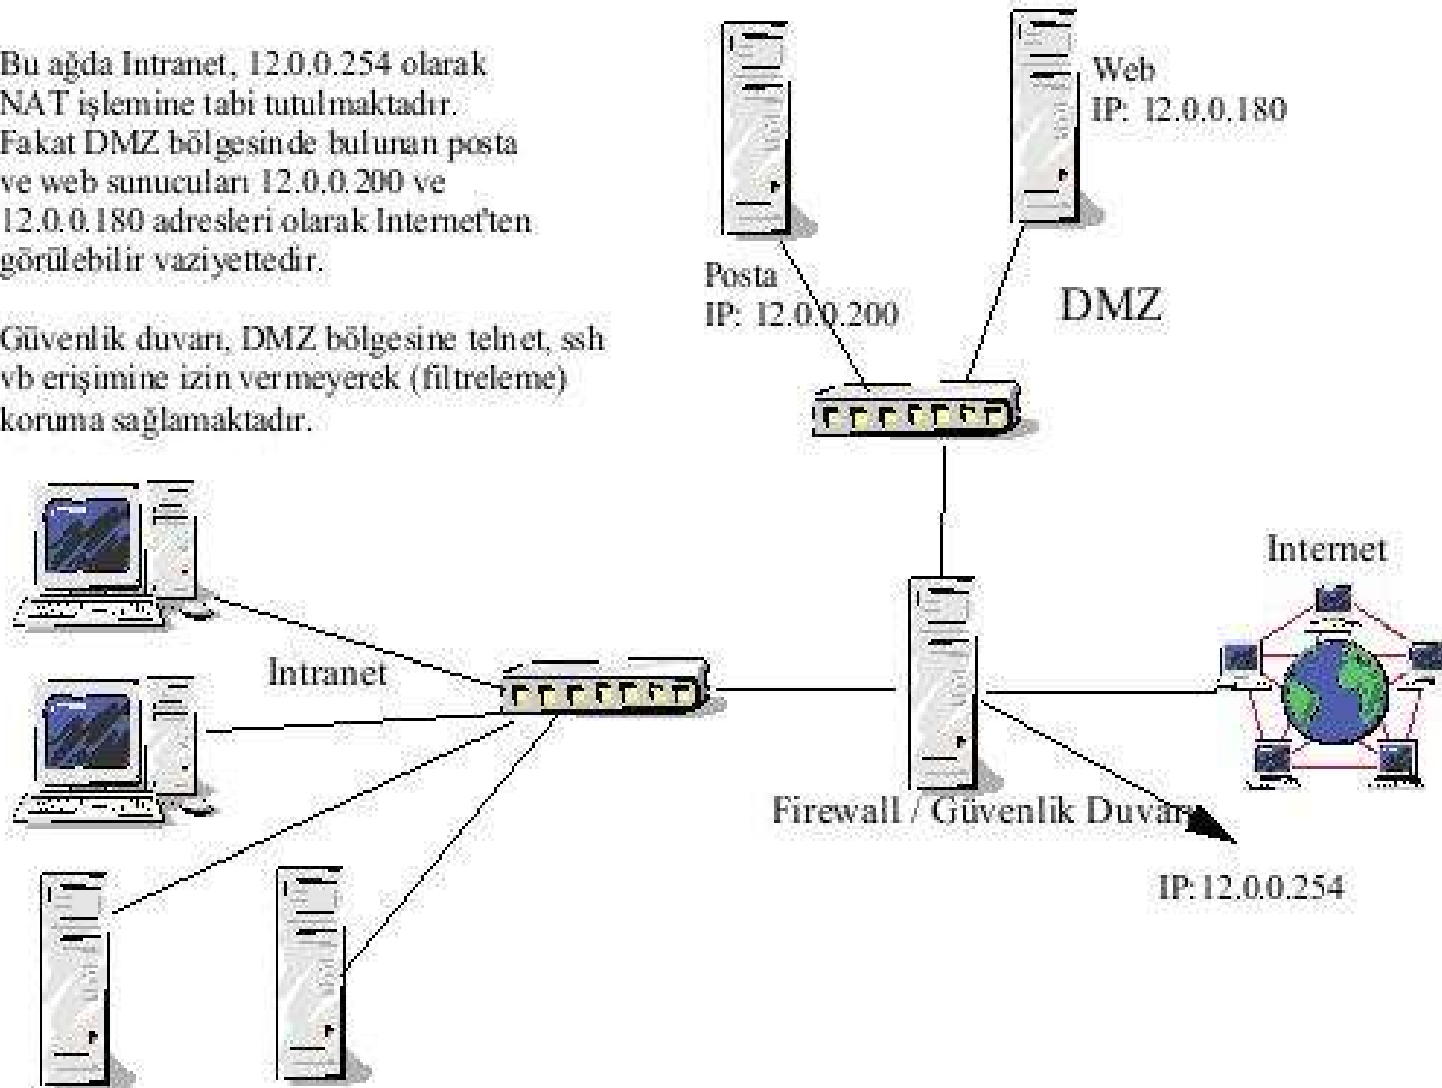 Bu ağda Intranet, 12.0.0.254 olarak
NAT işlemine tabi tutulmaktadır.
Fakat DMZ bölgesinde bulunan posta
ve web sunucuları 12.0.0.200 ve
12.0.0.180 adresleri olarak Internet'ten
görülebilir vaziyettedir.
Güvenlik duvarı, DMZ bölgesine telnet, ssh
vb erişimine izin vermeyerek (filtreleme)
koruma sağlamaktadır.
Web
IP: 12.0.0.180
Posta
IP: 12.0.0.200
DMZ
Internet
Intranet
Firewall / Güvenlik Duvarı
IP:12.0.0.254